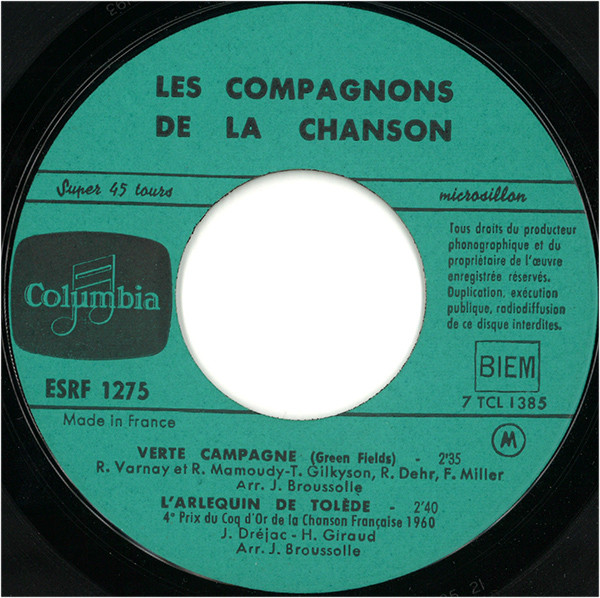 LES COMPAGNONS
DE LA CHANSON
Super 45 tours
microsillon
Tous droits du producteur
phonographique et du
propriétaire de l'œuvre
enregistrée réservés.
Duplication, exécution
publique, radiodiffusion
de ce disque interdites.
Columbia
BIEM
ESRF 1275
7 TCL 1385
Made in France
M
VERTE CAMPAGNE (Green Fields) - 2'35
R. Varnay et R. Mamoudy-T. Gilkyson, R. Dehr, F. Miller
Arr. J. Broussolle
L'ARLEQUIN DE TOLÈDE - 2'40
4e Prix du Coq d'Or de la Chanson Française 1960
J. Dréjac - H. Giraud
Arr. J. Broussolle